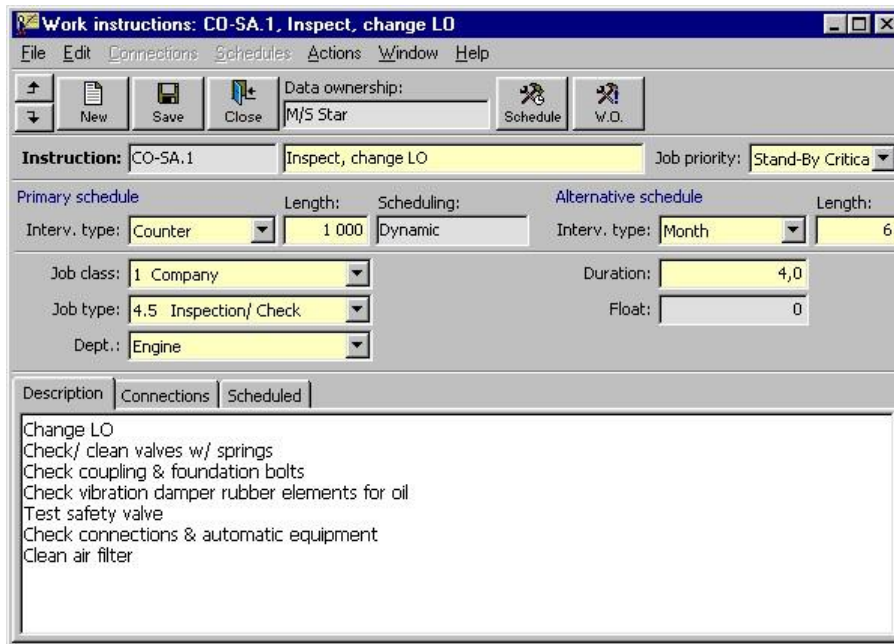 Work instructions: CO-SA.1, Inspect, change LO
File Edit Connections Schedules Actions Window Help
New Save Close Data ownership: M/S Star Schedule W.O.
Instruction: CO-SA.1 Inspect, change LO Job priority: Stand-By Critica
Primary schedule Length: Scheduling: Alternative schedule Length:
Interv. type: Counter 1 000 Dynamic Interv. type: Month 6
Job class: 1 Company Duration: 4,0
Job type: 4.5 Inspection/ Check Float: 0
Dept.: Engine
Description Connections Scheduled
Change LO
Check/ clean valves w/ springs
Check coupling & foundation bolts
Check vibration damper rubber elements for oil
Test safety valve
Check connections & automatic equipment
Clean air filter